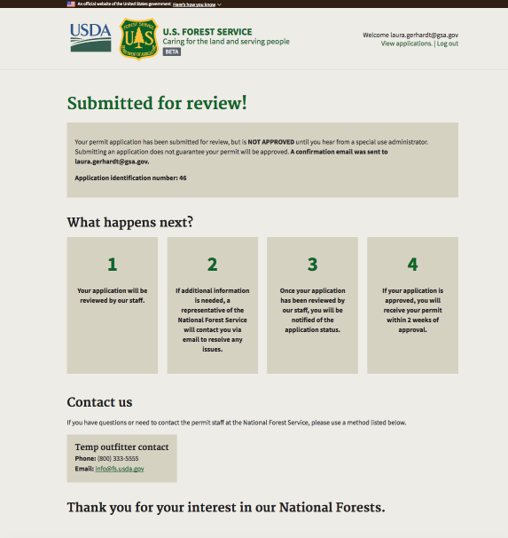 An official website of the United States government Here's how you know
USDA
FOREST SERVICE
U S
DEPARTMENT OF AGRICULTURE
U.S. FOREST SERVICE
Caring for the land and serving people
BETA
Welcome laura.gerhardt@gsa.gov
View applications. | Log out
Submitted for review!
Your permit application has been submitted for review, but is NOT APPROVED until you hear from a special use administrator.
Submitting an application does not guarantee your permit will be approved. A confirmation email was sent to
laura.gerhardt@gsa.gov.
Application identification number: 46
What happens next?
1
Your application will be
reviewed by our staff.
2
If additional information
is needed, a
representative of the
National Forest Service
will contact you via
email to resolve any
issues.
3
Once your application
has been reviewed by
our staff, you will be
notified of the
application status.
4
If your application is
approved, you will
receive your permit
within 2 weeks of
approval.
Contact us
If you have questions or need to contact the permit staff at the National Forest Service, please use a method listed below.
Temp outfitter contact
Phone: (800) 333-5555
Email: info@fs.usda.gov
Thank you for your interest in our National Forests.